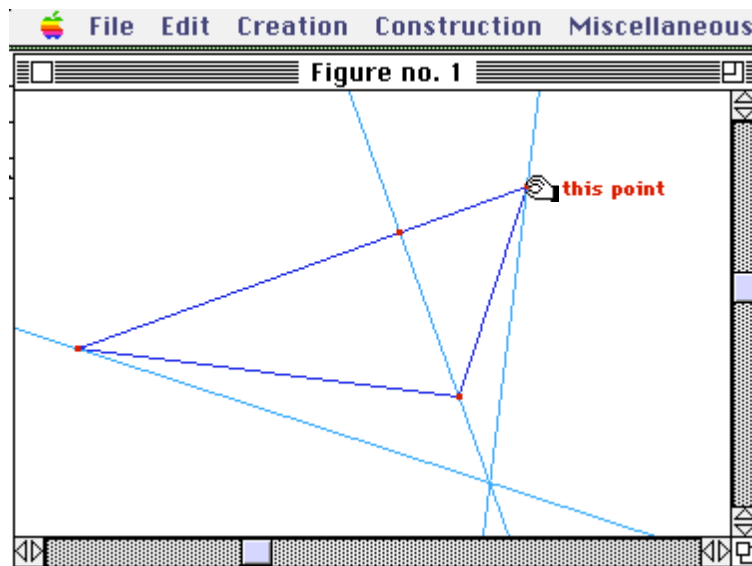 File Edit Creation Construction Miscellaneous
Figure no. 1
this point